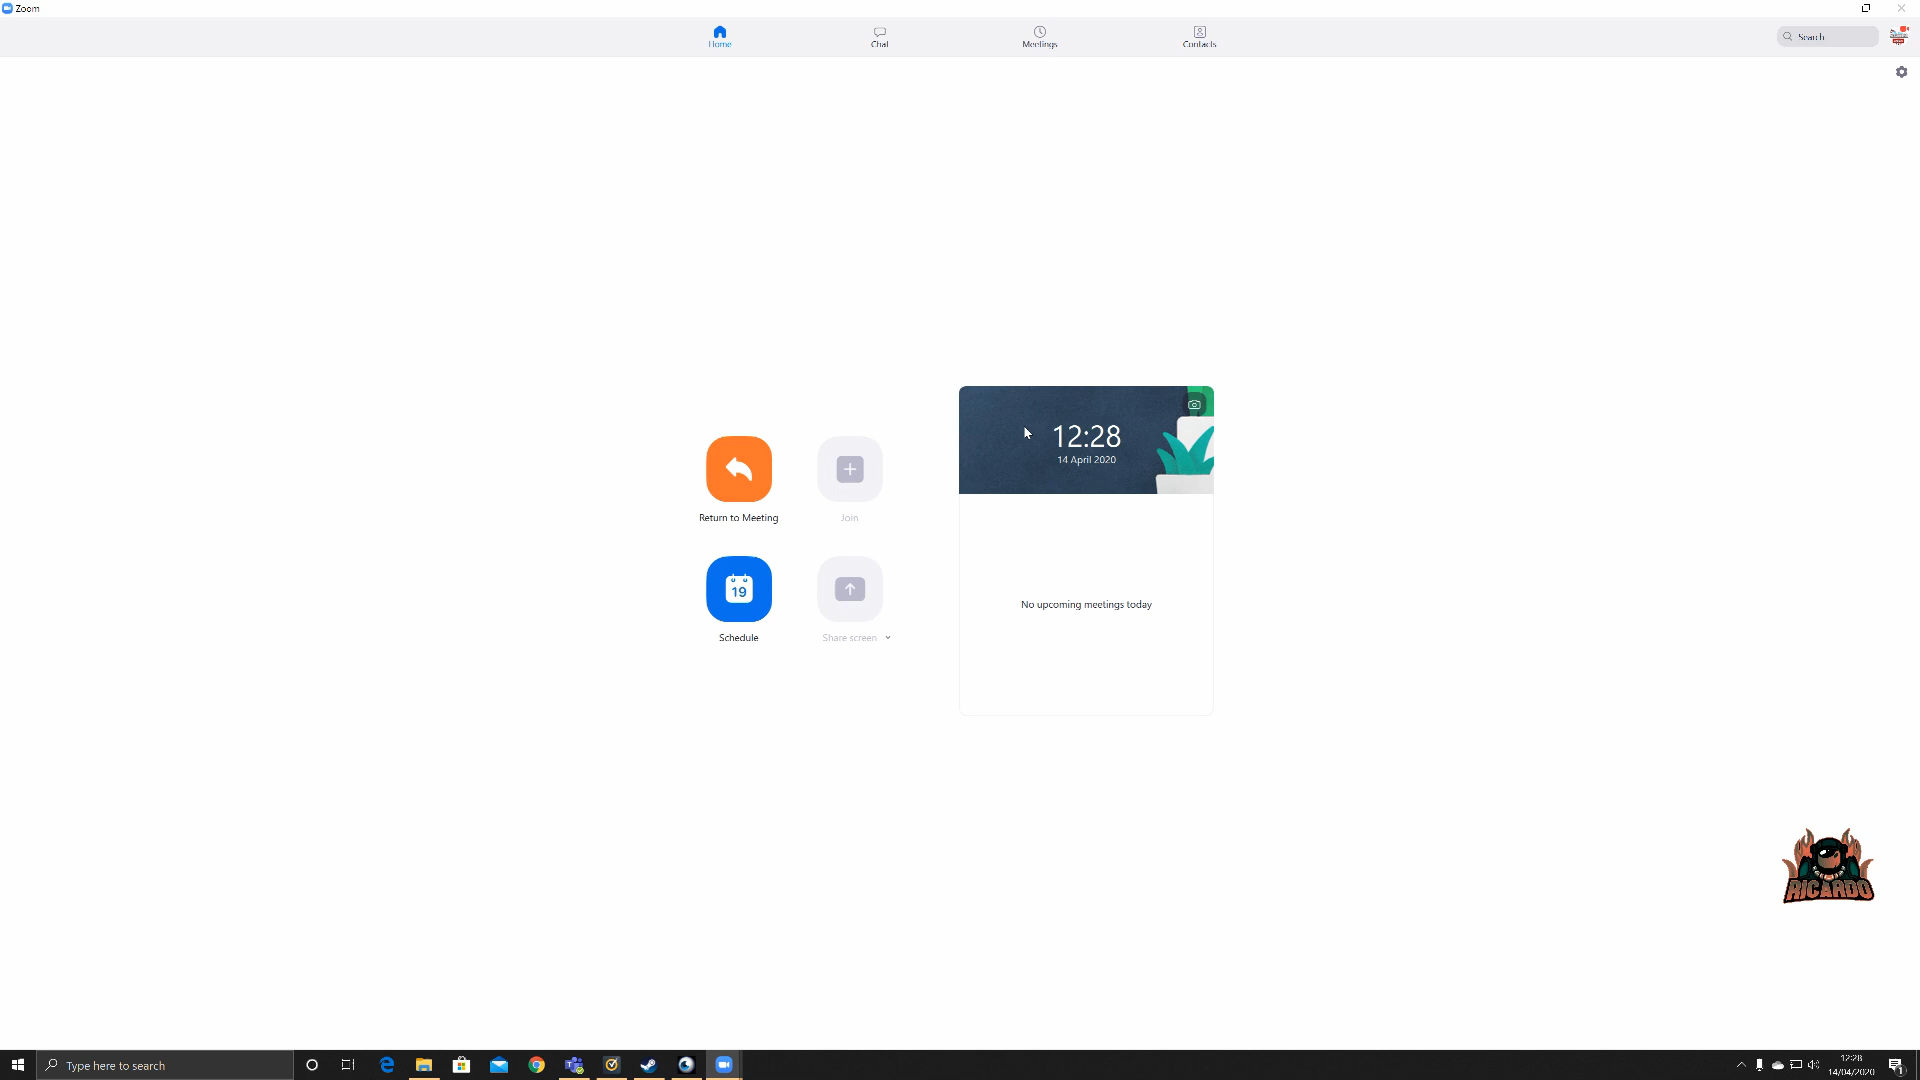 Zoom
Home
Chat
Meetings
Contacts
Search
12:28
14 April 2020
Return to Meeting
Join
19
Schedule
Share screen
No upcoming meetings today
RICARDO
Type here to search
12:28
14/04/2020
1